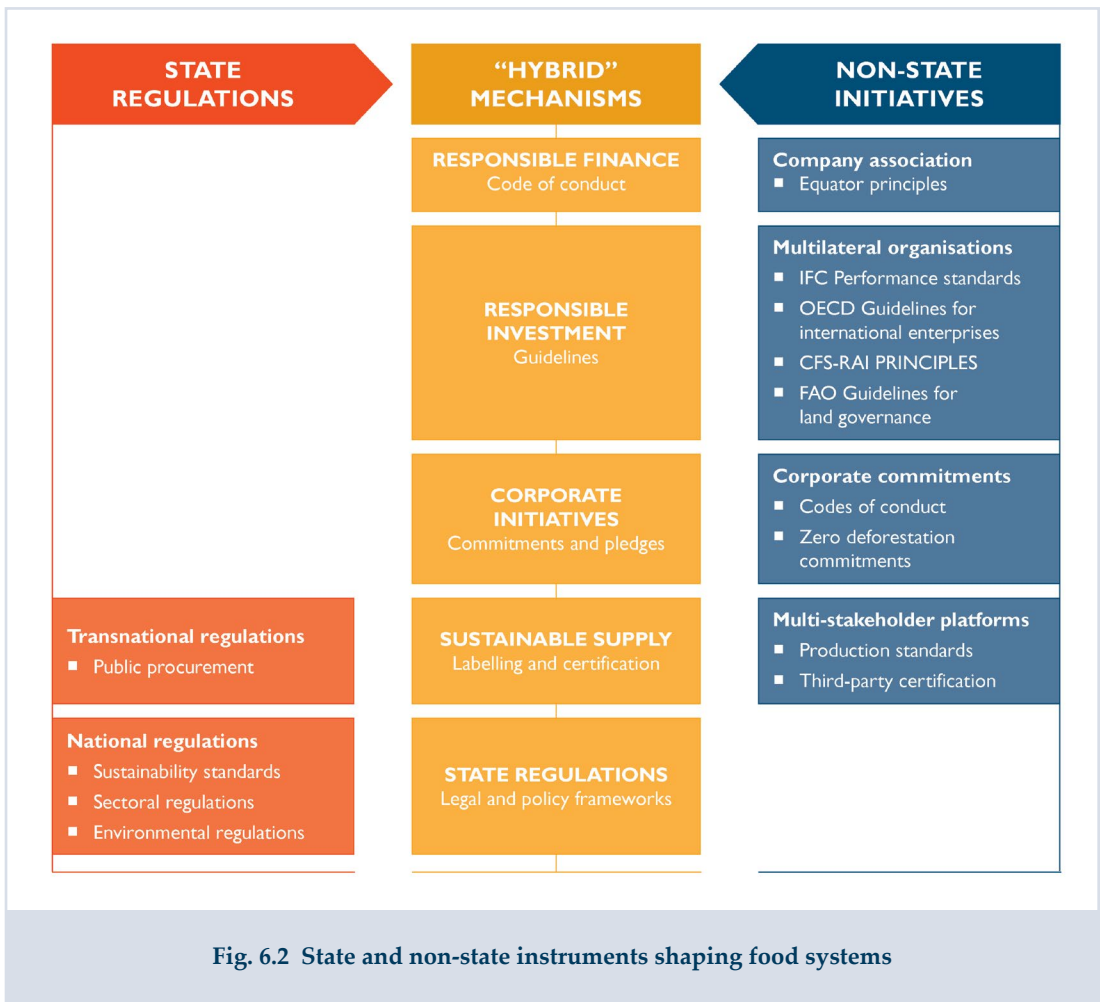 STATE
REGULATIONS
"HYBRID"
MECHANISMS
NON-STATE
INITIATIVES
RESPONSIBLE FINANCE
Code of conduct
Company association
■ Equator principles
RESPONSIBLE
INVESTMENT
Guidelines
Multilateral organisations
■ IFC Performance standards
■ OECD Guidelines for
international enterprises
■ CFS-RAI PRINCIPLES
■ FAO Guidelines for
land governance
CORPORATE
INITIATIVES
Commitments and pledges
Corporate commitments
■ Codes of conduct
■ Zero deforestation
commitments
Transnational regulations
■ Public procurement
SUSTAINABLE SUPPLY
Labelling and certification
Multi-stakeholder platforms
■ Production standards
■ Third-party certification
National regulations
■ Sustainability standards
■ Sectoral regulations
■ Environmental regulations
STATE REGULATIONS
Legal and policy frameworks
Fig. 6.2 State and non-state instruments shaping food systems